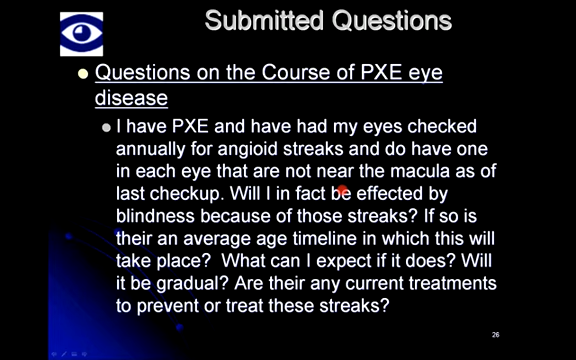 Submitted Questions
Questions on the Course of PXE eye
disease
I have PXE and have had my eyes checked
annually for angioid streaks and do have one
in each eye that are not near the macula as of
last checkup. Will I in fact be effected by
blindness because of those streaks? If so is
their an average age timeline in which this will
take place? What can I expect if it does? Will
it be gradual? Are their any current treatments
to prevent or treat these streaks?
26